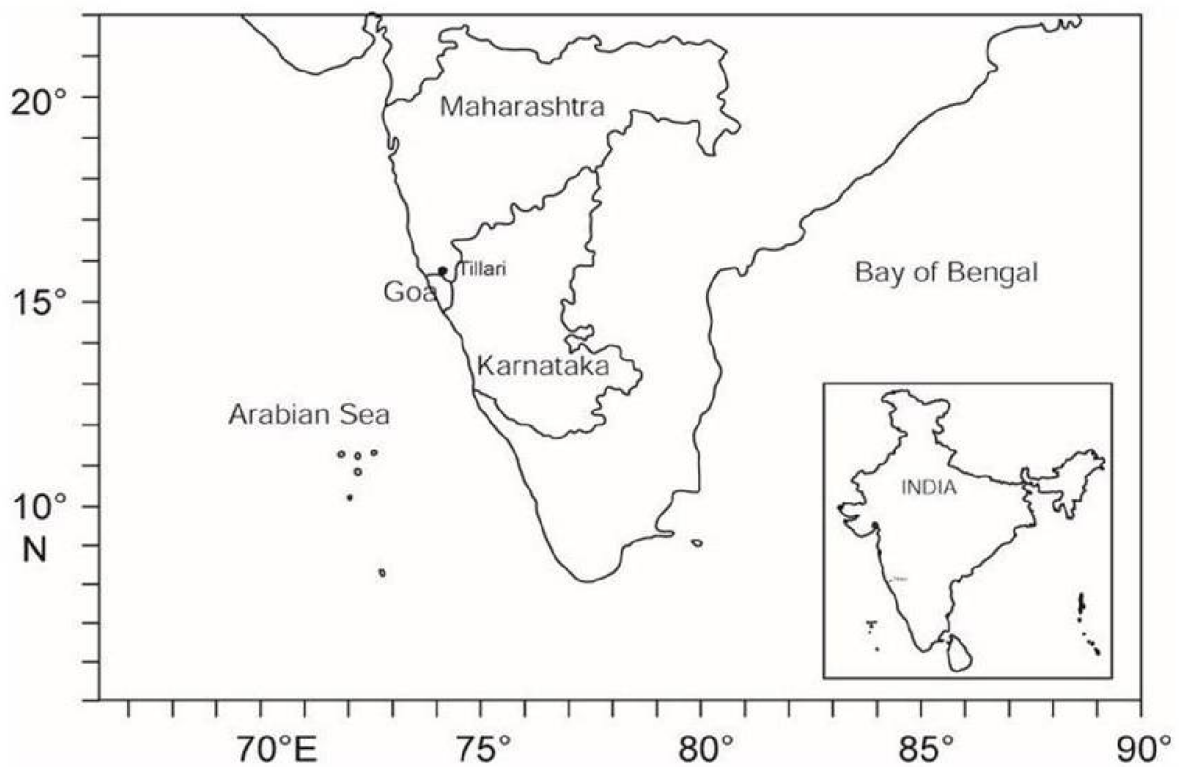 20°
Maharashtra
Tillari
Bay of Bengal
Goa
15°
Karnataka
Arabian Sea
INDIA
10°
N
70°E 75° 80° 85° 90°